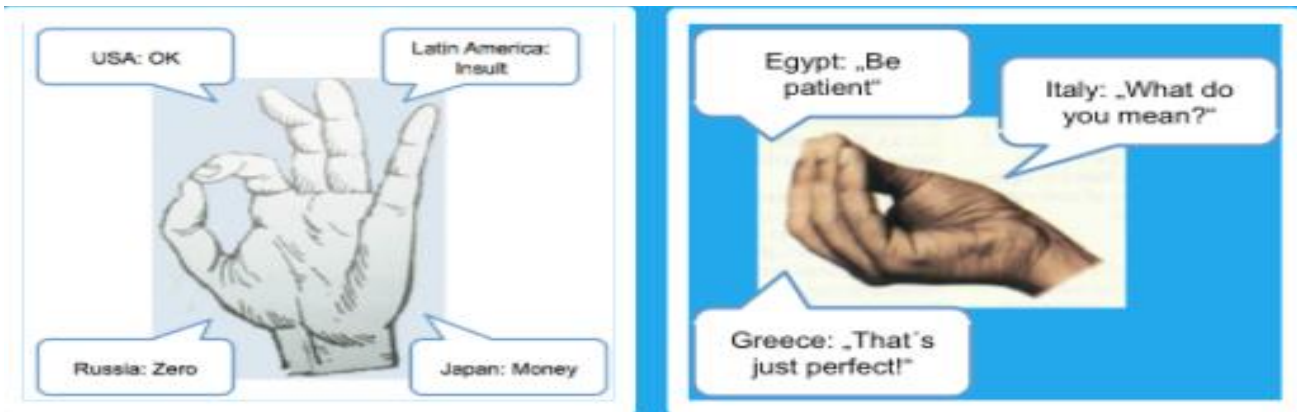 USA: OK
Latin America:
Insult
Russia: Zero
Japan: Money
Egypt: „Be
patient“
Italy: „What do
you mean?“
Greece: „That´s
just perfect!“